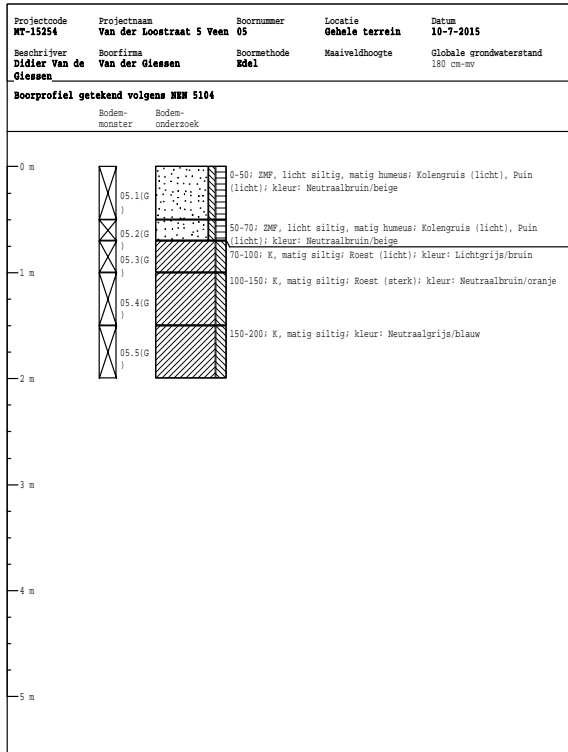 Projectcode Projectnaam Boornummer Locatie Datum
MT-15254 Van der Loostraat 5 Veen 05 Gehele terrein 10-7-2015
Beschrijver Boorfirma Boormethode Maaiveldhoogte Globale grondwaterstand
Didier Van de Giessen Van der Giessen Edel 180 cm-mv
Boorprofiel getekend volgens NEN 5104
Bodem- Bodem-
monster onderzoek
0 m
0-50; ZMF, licht siltig, matig humeus; Kolengruis (licht), Puin
(licht); kleur: Neutraalbruin/beige
05.1(G
)
50-70; ZMF, licht siltig, matig humeus; Kolengruis (licht), Puin
05.2(G
)
(licht); kleur: Neutraalbruin/beige
70-100; K, matig siltig; Roest (licht); kleur: Lichtgrijs/bruin
05.3(G
)
1 m
100-150; K, matig siltig; Roest (sterk); kleur: Neutraalbruin/oranje
05.4(G
)
150-200; K, matig siltig; kleur: Neutraalgrijs/blauw
05.5(G
)
2 m
3 m
4 m
5 m